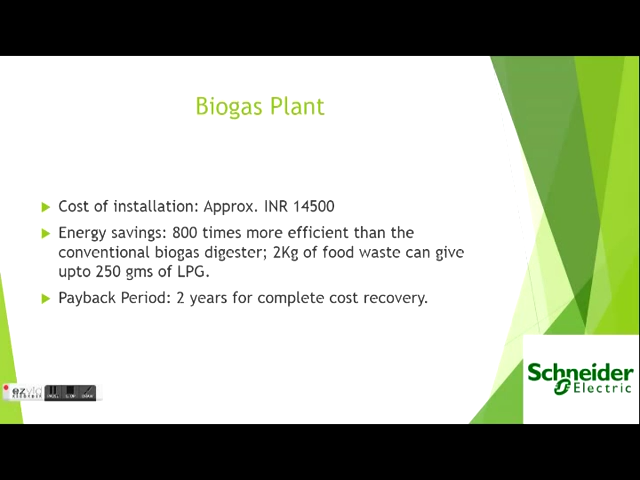 Biogas Plant
Cost of installation: Approx. INR 14500
Energy savings: 800 times more efficient than the
conventional biogas digester; 2Kg of food waste can give
upto 250 gms of LPG.
Payback Period: 2 years for complete cost recovery.
Schneider
Electric
ezvid